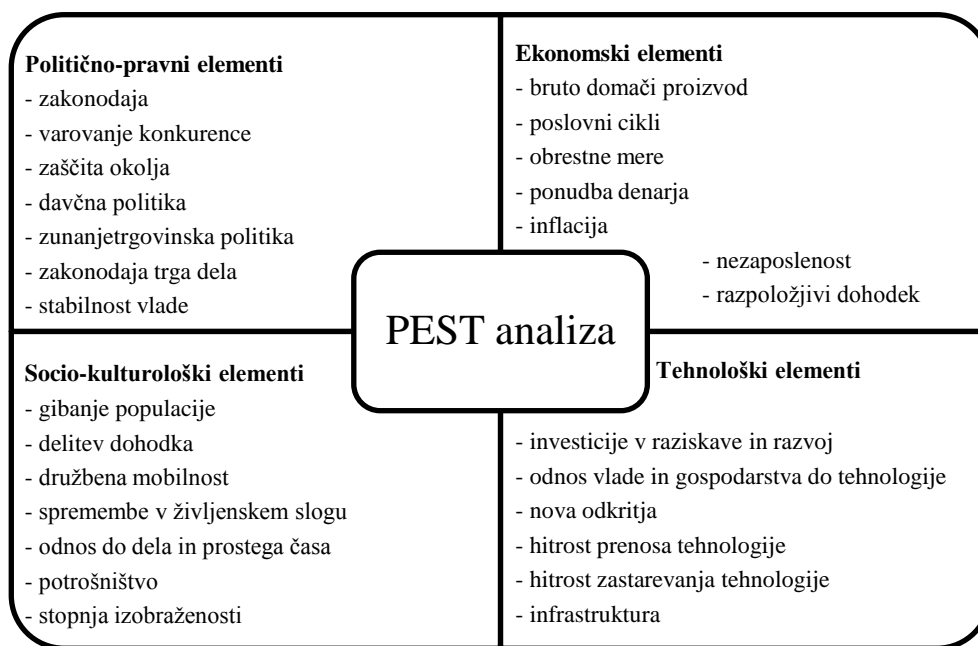 Politično-pravni elementi
- zakonodaja
- varovanje konkurence
- zaščita okolja
- davčna politika
- zunanjetrgovinska politika
- zakonodaja trga dela
- stabilnost vlade
Ekonomski elementi
- bruto domači proizvod
- poslovni cikli
- obrestne mere
- ponudba denarja
- inflacija
- nezaposlenost
- razpoložjivi dohodek
PEST analiza
Socio-kulturološki elementi
- gibanje populacije
- delitev dohodka
- družbena mobilnost
- spremembe v življenskem slogu
- odnos do dela in prostega časa
- potrošništvo
- stopnja izobraženosti
Tehnološki elementi
- investicije v raziskave in razvoj
- odnos vlade in gospodarstva do tehnologije
- nova odkritja
- hitrost prenosa tehnologije
- hitrost zastarevanja tehnologije
- infrastruktura